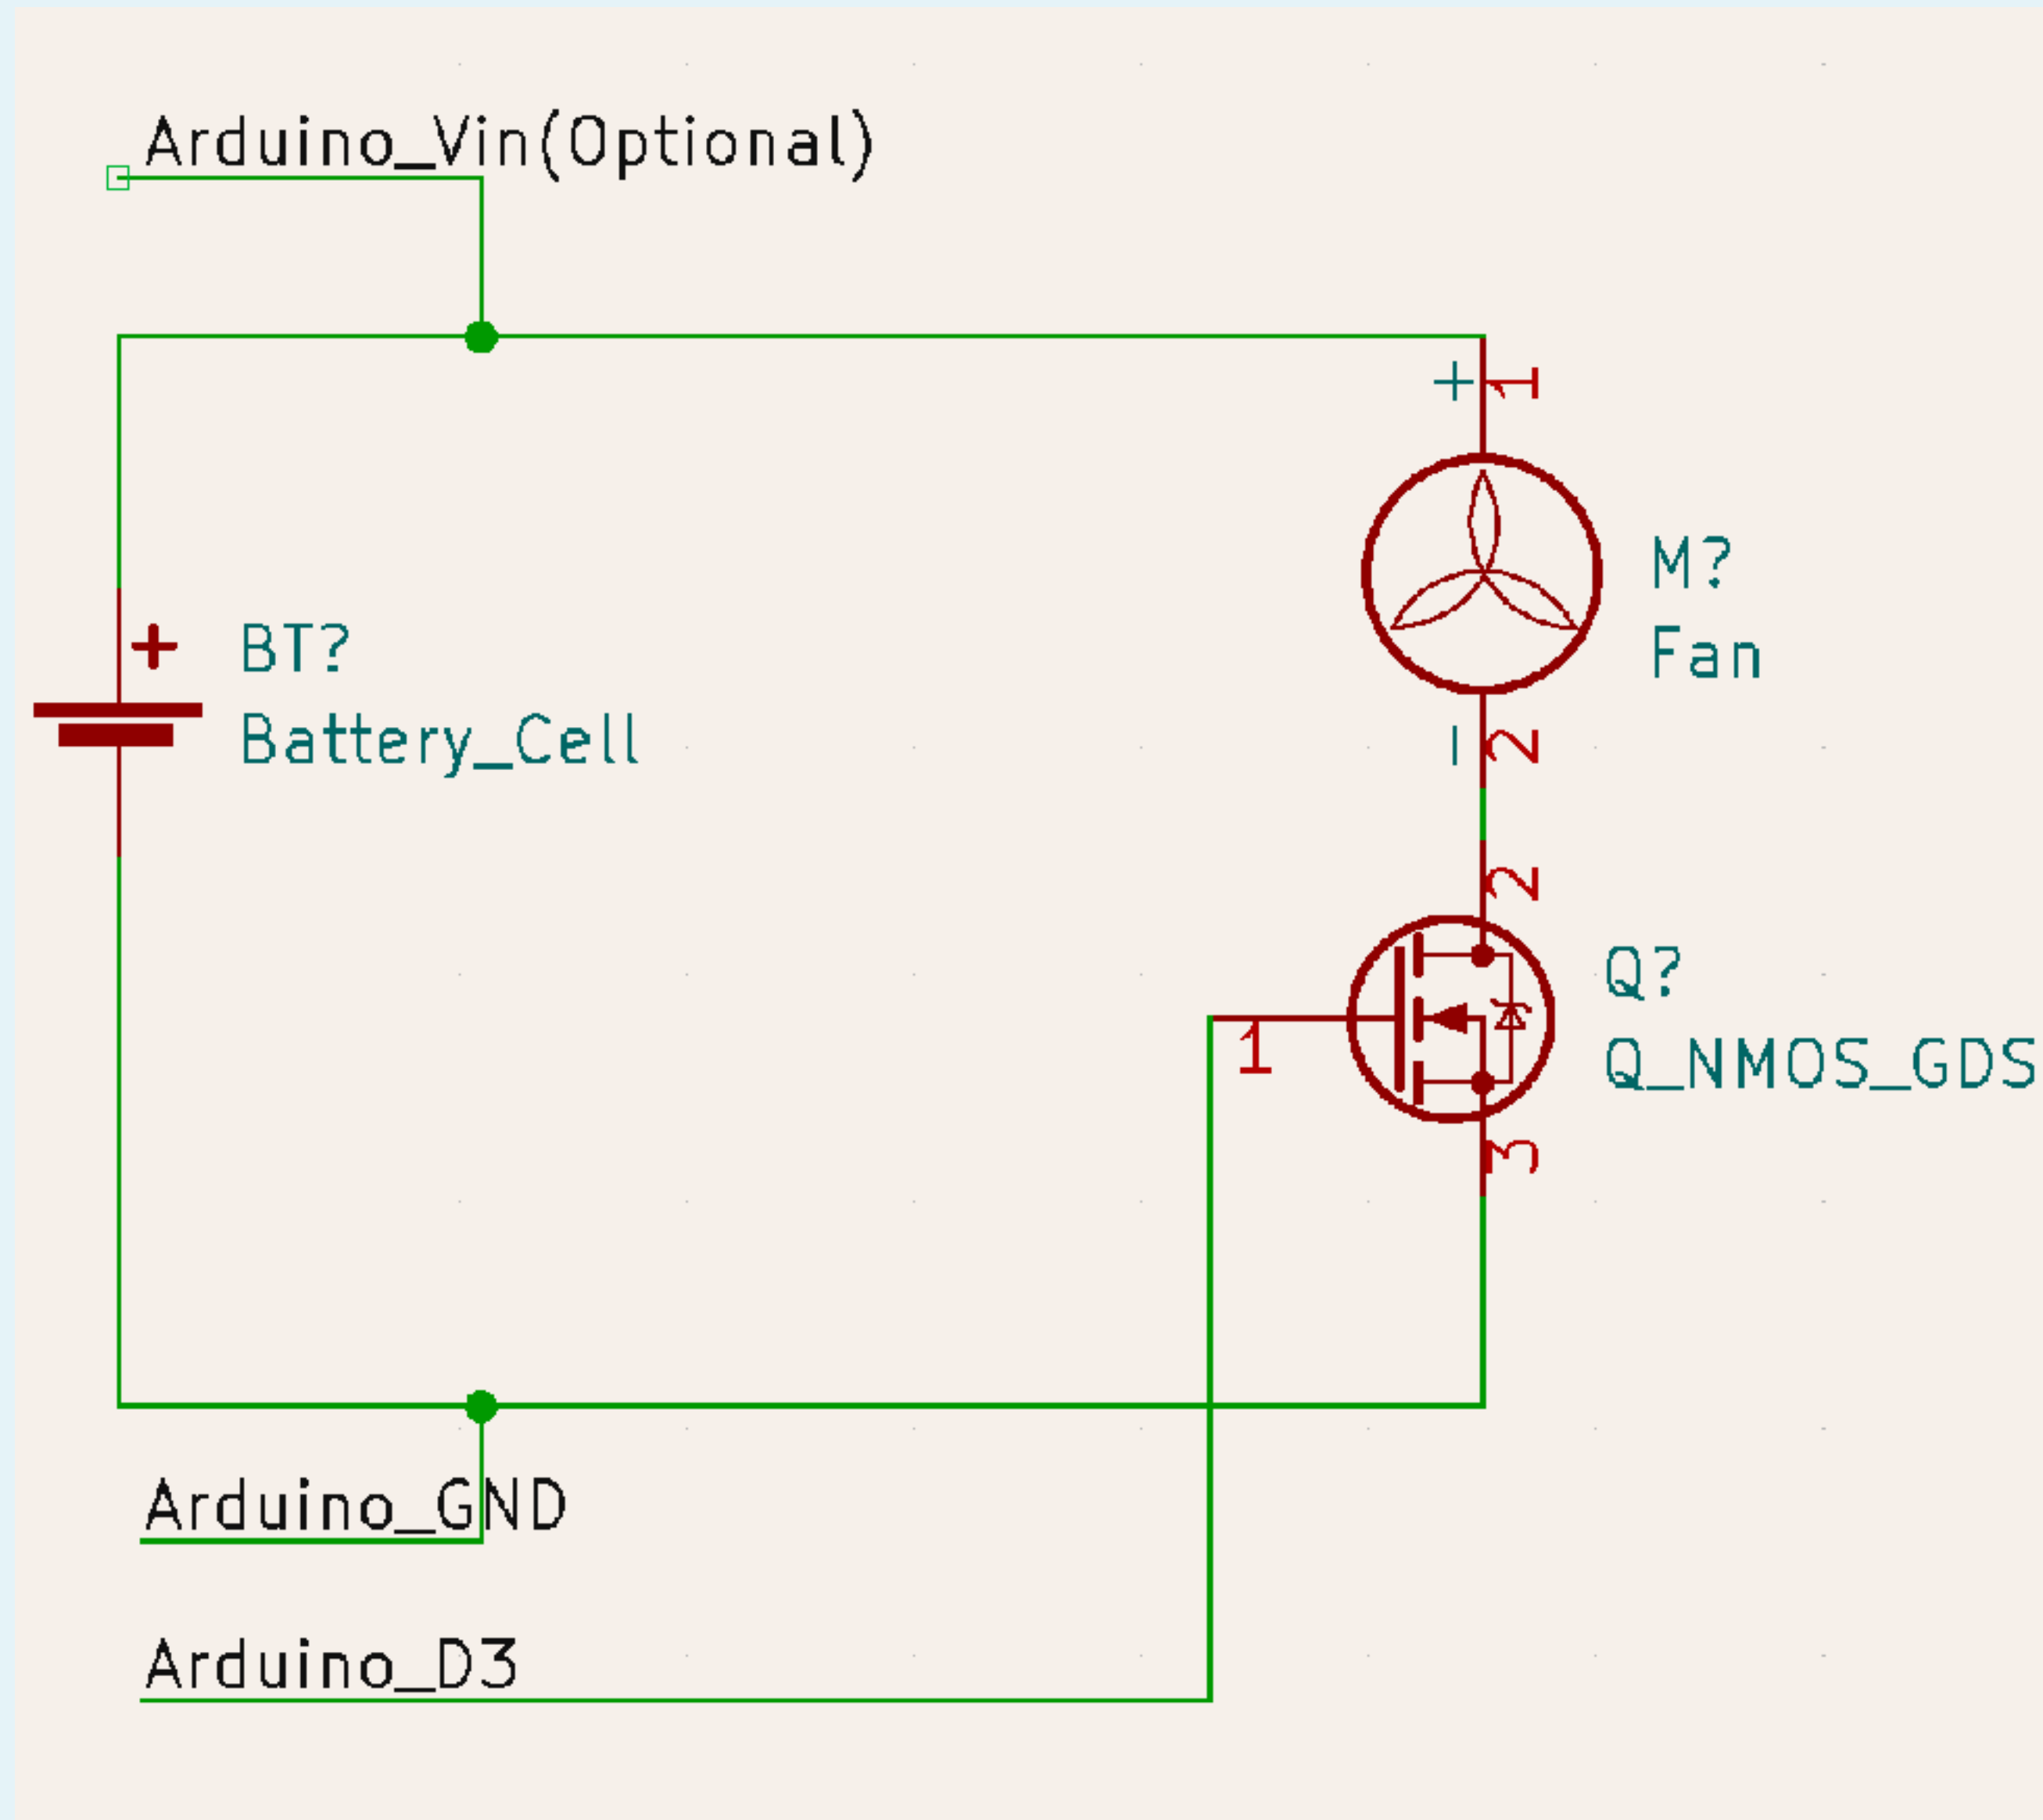 Arduino_Vin(Optional)
+ 1
M?
Fan
+ BT?
Battery_Cell
- 2
2
Q?
Q_NMOS_GDS
1
3
Arduino_GND
Arduino_D3